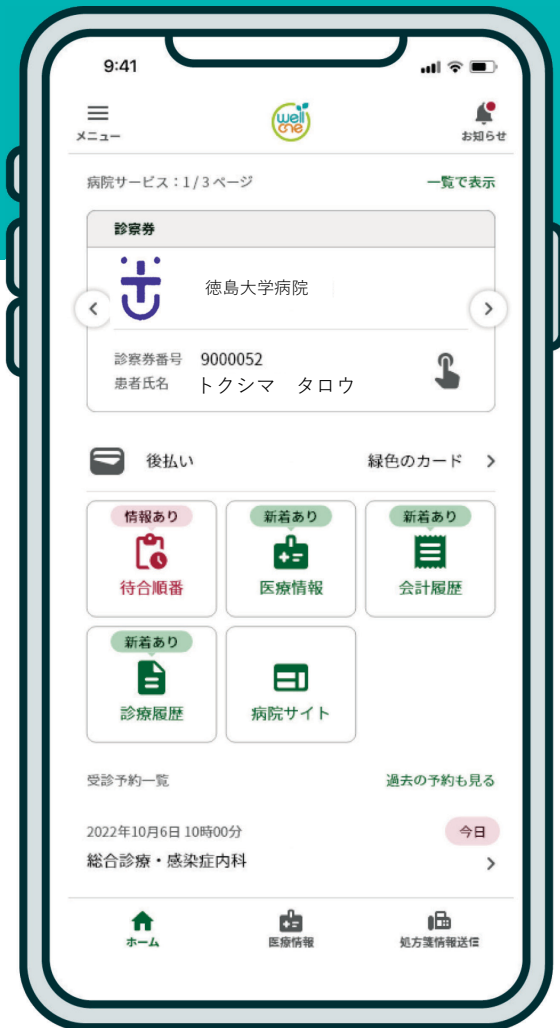 9:41
メニュー
well one
お知らせ
病院サービス：1/3ページ
一覧で表示
診察券
徳島大学病院
診察券番号 9000052
患者氏名 トクシマ タロウ
後払い
緑色のカード
情報あり
待合順番
新着あり
医療情報
新着あり
会計履歴
新着あり
診療履歴
病院サイト
受診予約一覧
過去の予約も見る
2022年10月6日 10時00分
今日
総合診療・感染症内科
ホーム
医療情報
処方箋情報送信